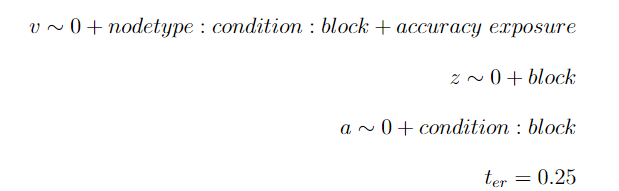 v ∼ 0 + nodetype : condition : block + accuracy exposure
z ∼ 0 + block
a ∼ 0 + condition : block
t_er = 0.25